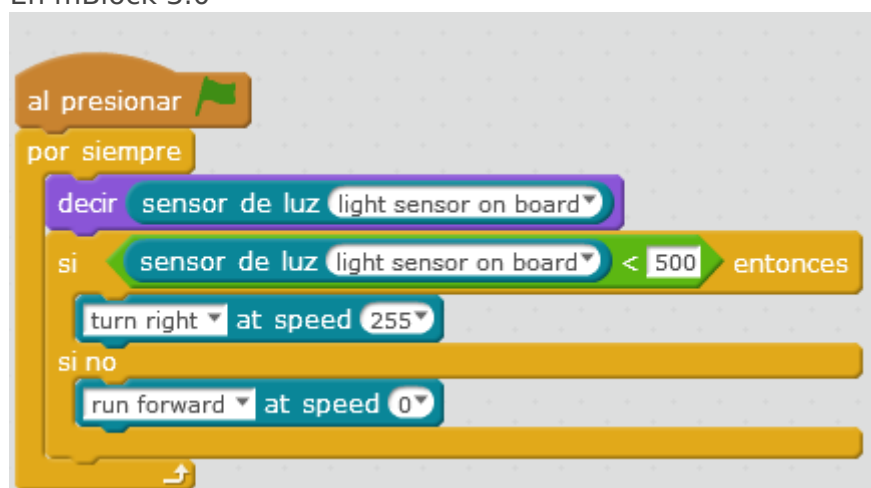 En mBlock 3.0
al presionar
por siempre
decir sensor de luz light sensor on board
si sensor de luz light sensor on board < 500 entonces
turn right at speed 255
si no
run forward at speed 0